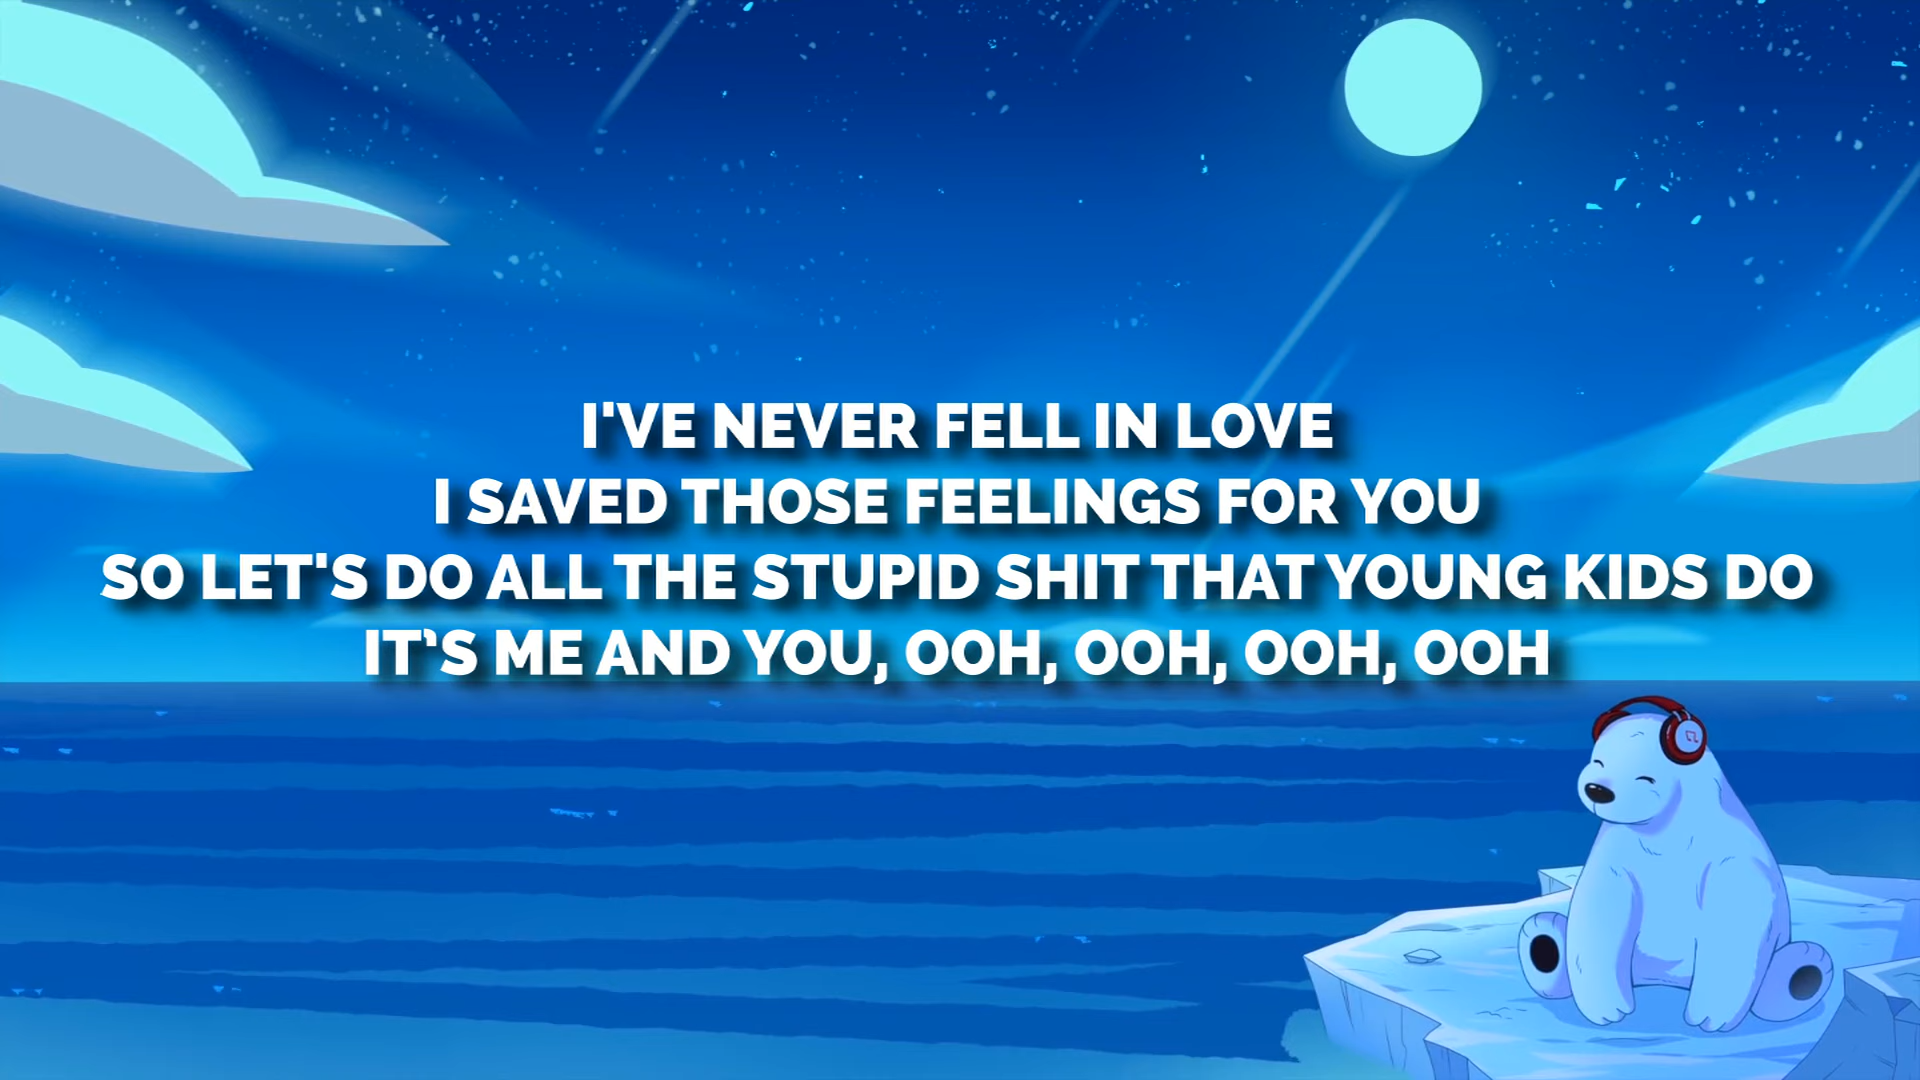 I'VE NEVER FELL IN LOVE
I SAVED THOSE FEELINGS FOR YOU
SO LET'S DO ALL THE STUPID SHIT THAT YOUNG KIDS DO
IT'S ME AND YOU, OOH, OOH, OOH, OOH